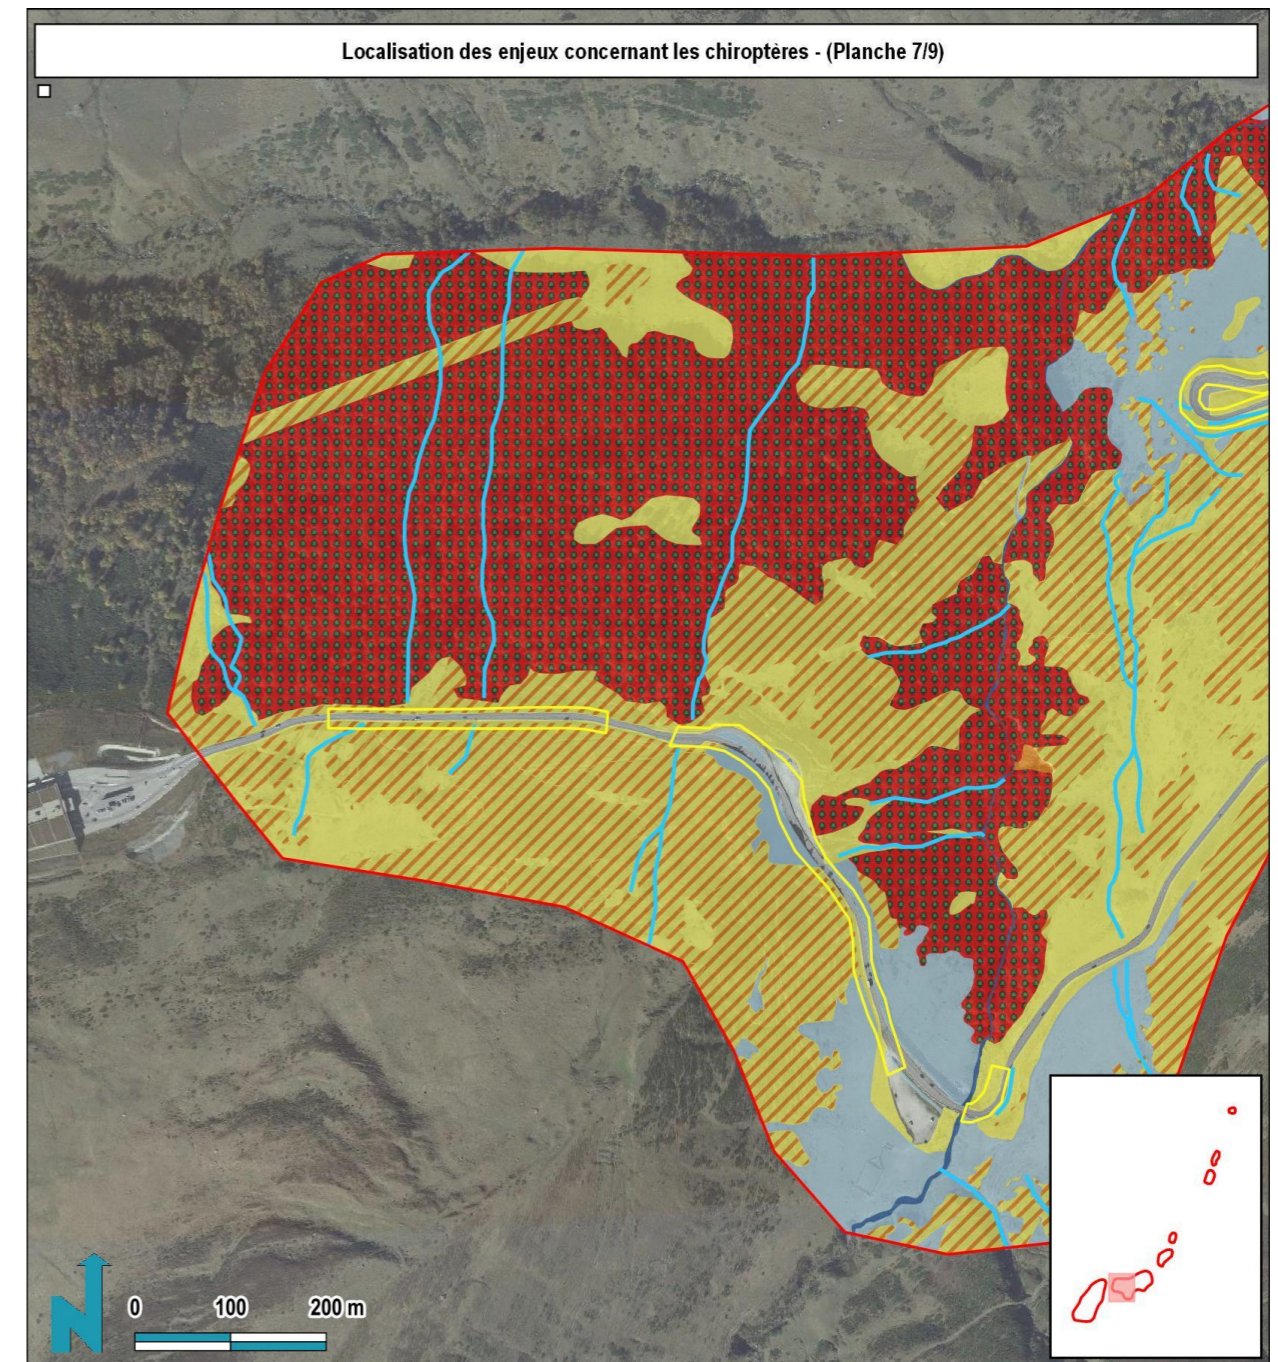 Localisation des enjeux concernant les chiroptères - (Planche 7/9)
N
0 100 200 m